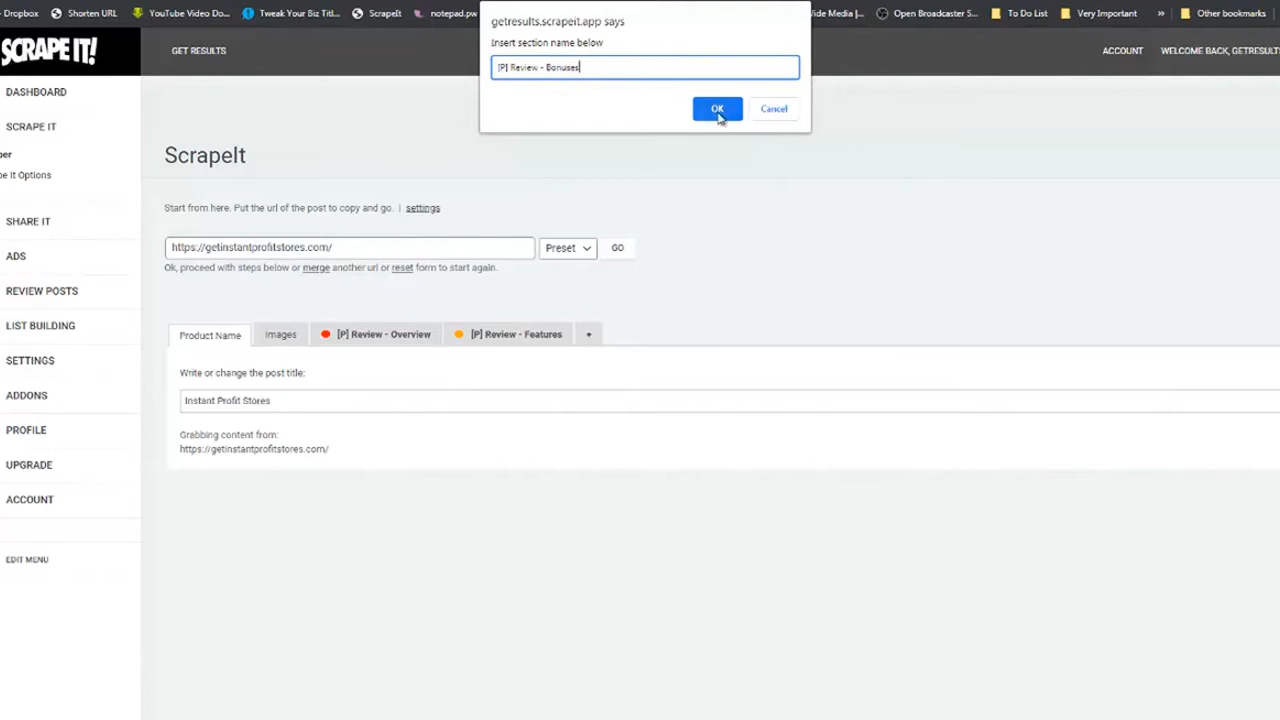 Dropbox
Shorten URL
YouTube Video Do...
Tweak Your Biz Titl...
ScrapeIt
notepad.pw
Wide Media |...
Open Broadcaster S...
To Do List
Very Important
»
Other bookmarks
getresults.scrapeit.app says
Insert section name below
[P] Review - Bonuses
OK
Cancel
SCRAPE IT!
GET RESULTS
ACCOUNT
WELCOME BACK, GETRESULTS
DASHBOARD
SCRAPE IT
per
pe It Options
SHARE IT
ADS
REVIEW POSTS
LIST BUILDING
SETTINGS
ADDONS
PROFILE
UPGRADE
ACCOUNT
EDIT MENU
ScrapeIt
Start from here. Put the url of the post to copy and go. | settings
https://getinstantprofitstores.com/
Preset
GO
Ok, proceed with steps below or merge another url or reset form to start again.
Product Name
Images
[P] Review - Overview
[P] Review - Features
+
Write or change the post title:
Instant Profit Stores
Grabbing content from:
https://getinstantprofitstores.com/